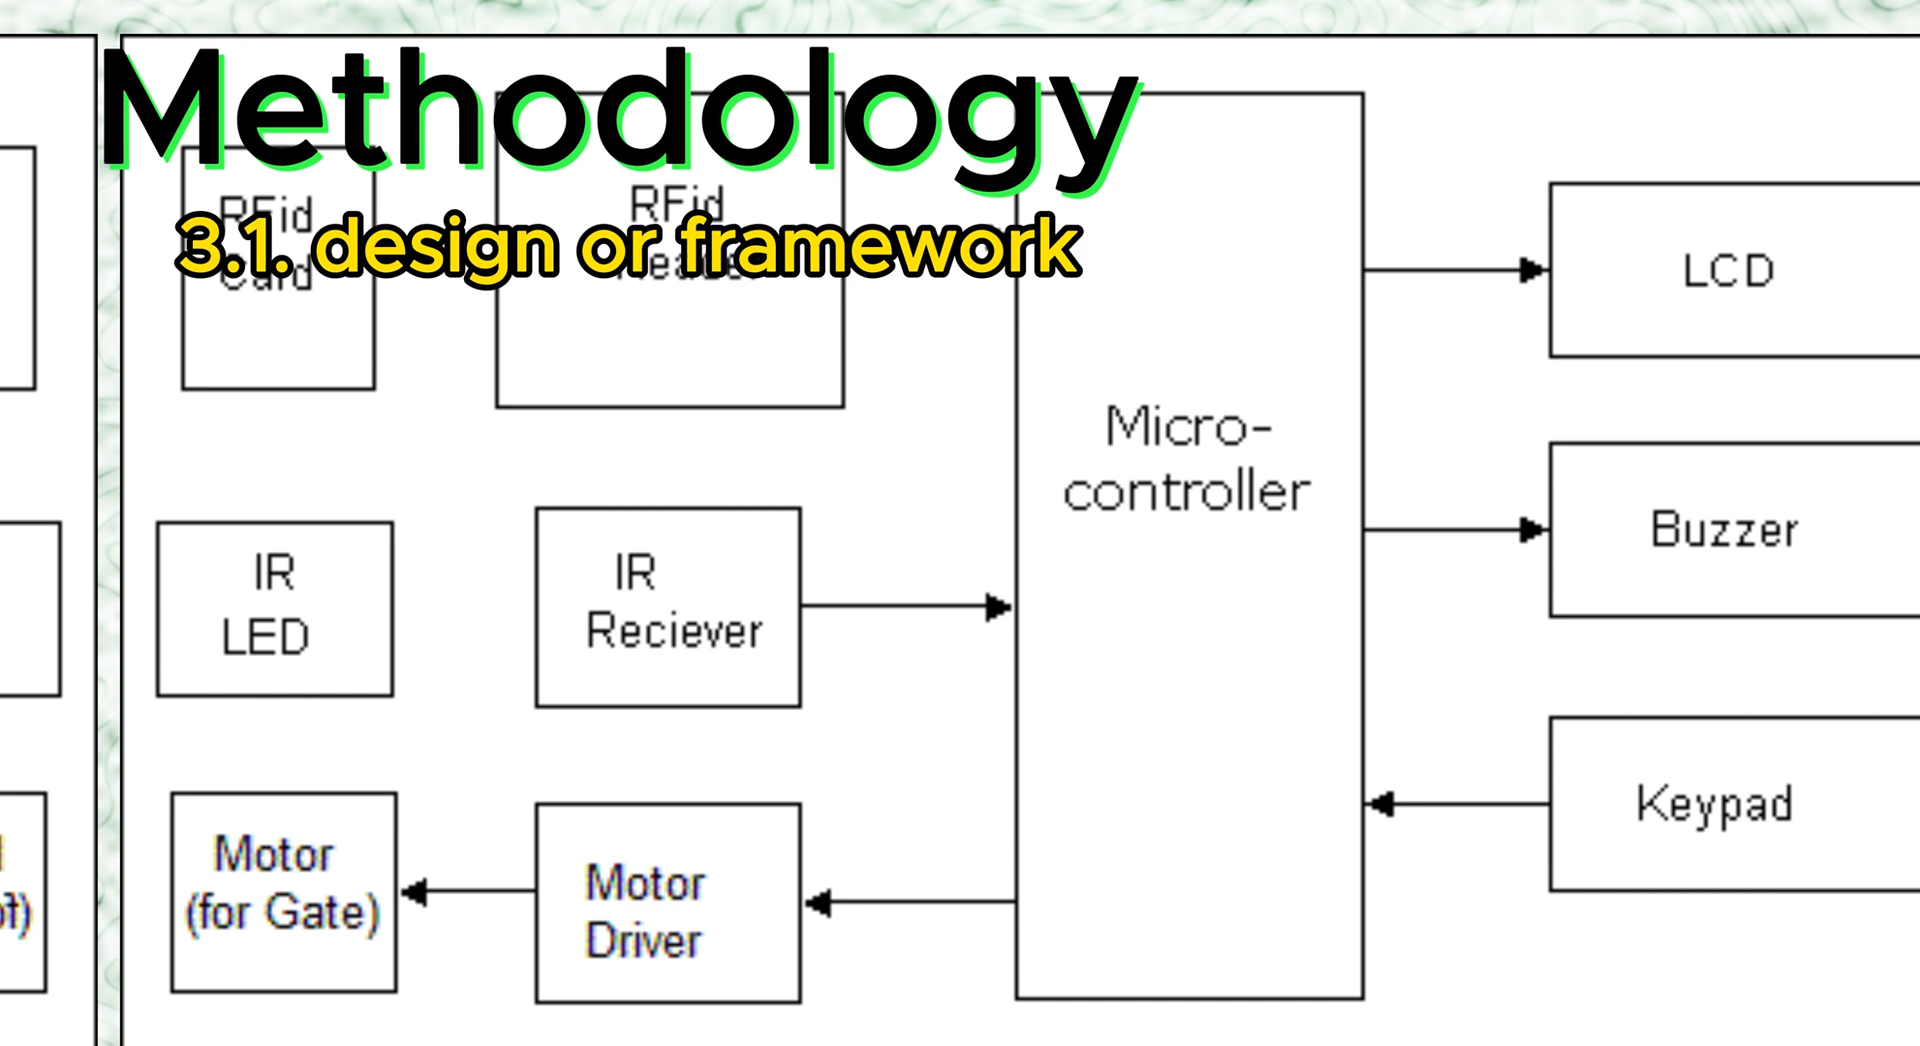 Methodology
3.1. design or framework
RFid
Card
RFid
LCD
Micro-
controller
Buzzer
IR
LED
IR
Reciever
Keypad
Motor
(for Gate)
Motor
Driver